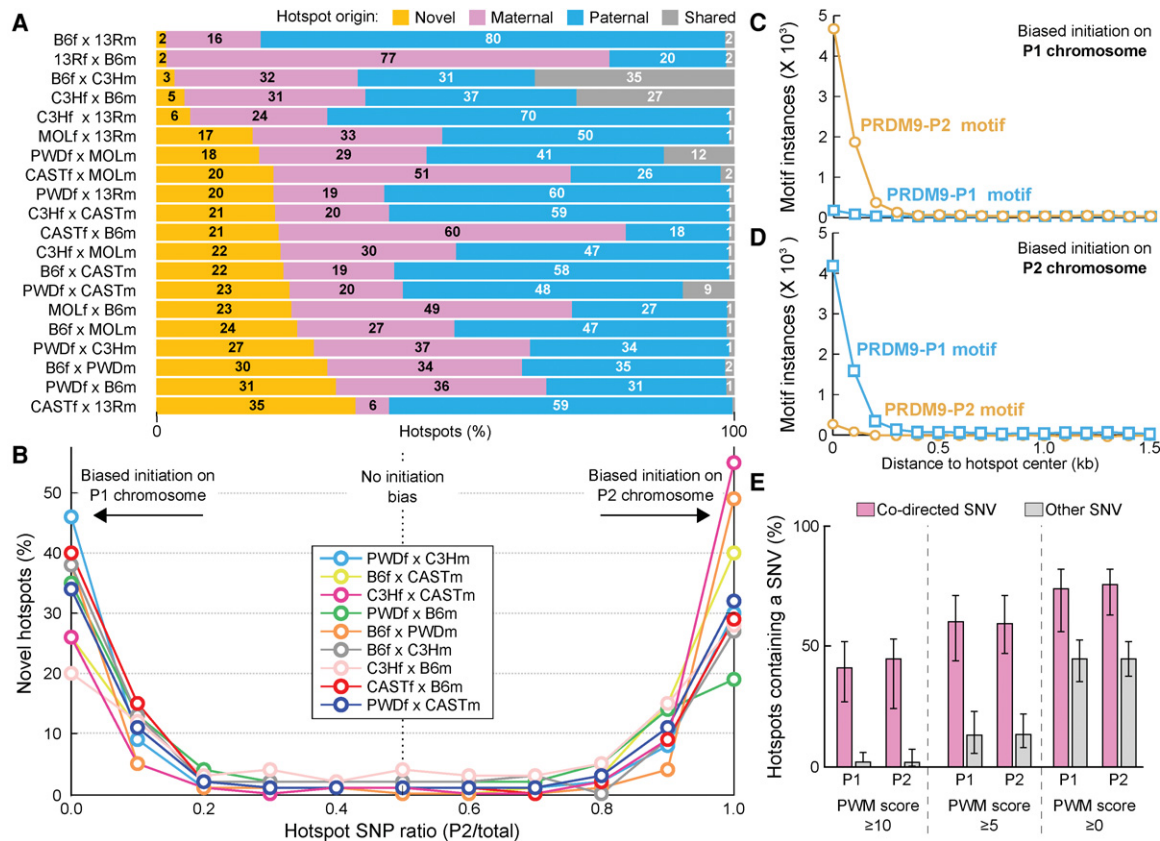 A
Hotspot origin: Novel Maternal Paternal Shared
B6f x 13Rm 2 16 80 2
13Rf x B6m 2 77 20 2
B6f x C3Hm 3 32 31 35
C3Hf x B6m 5 31 37 27
C3Hf x 13Rm 6 24 70 1
MOLf x 13Rm 17 33 50 1
PWDf x MOLm 18 29 41 12
CASTf x MOLm 20 51 26 2
PWDf x 13Rm 20 19 60 1
C3Hf x CASTm 21 20 59 1
CASTf x B6m 21 60 18 1
C3Hf x MOLm 22 30 47 1
B6f x CASTm 22 19 58 1
PWDf x CASTm 23 20 48 9
MOLf x B6m 23 49 27 1
B6f x MOLm 24 27 47 1
PWDf x C3Hm 27 37 34 1
B6f x PWDm 30 34 35 2
PWDf x B6m 31 36 31 1
CASTf x 13Rm 35 6 59
0 Hotspots (%) 100
B
Biased initiation on
P1 chromosome
No initiation
bias
Biased initiation on
P2 chromosome
Novel hotspots (%)
50
40
30
20
10
0
PWDf x C3Hm
B6f x CASTm
C3Hf x CASTm
PWDf x B6m
B6f x PWDm
B6f x C3Hm
C3Hf x B6m
CASTf x B6m
PWDf x CASTm
0.0 0.2 0.4 0.6 0.8 1.0
Hotspot SNP ratio (P2/total)
C
Biased initiation on
P1 chromosome
Motif instances (X 10³)
5
4
3
2
1
0
PRDM9-P2 motif
PRDM9-P1 motif
D
Biased initiation on
P2 chromosome
Motif instances (X 10³)
5
4
3
2
1
0
PRDM9-P1 motif
PRDM9-P2 motif
0 0.5 1.0 1.5
Distance to hotspot center (kb)
E
Co-directed SNV Other SNV
Hotspots containing a SNV (%)
100
50
0
P1 P2 P1 P2 P1 P2
PWM score PWM score PWM score
≥10 ≥5 ≥0